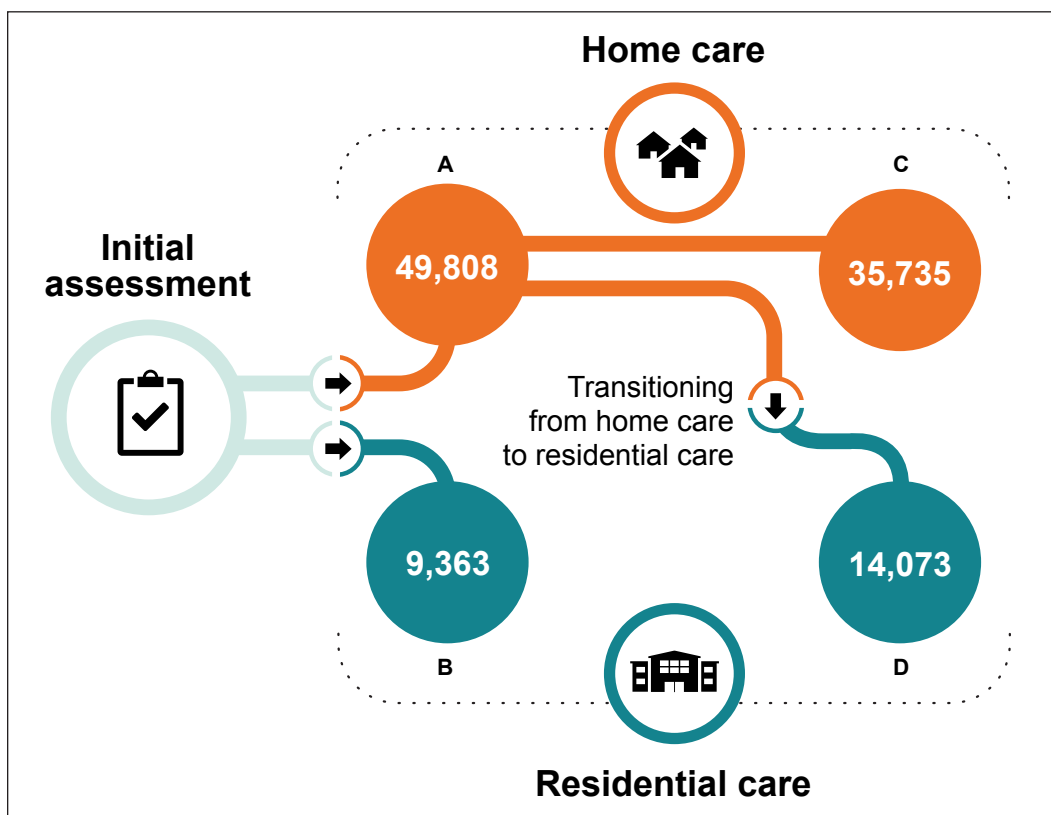 Home care
A
C
Initial
assessment
49,808
35,735
Transitioning
from home care
to residential care
9,363
14,073
B
D
Residential care